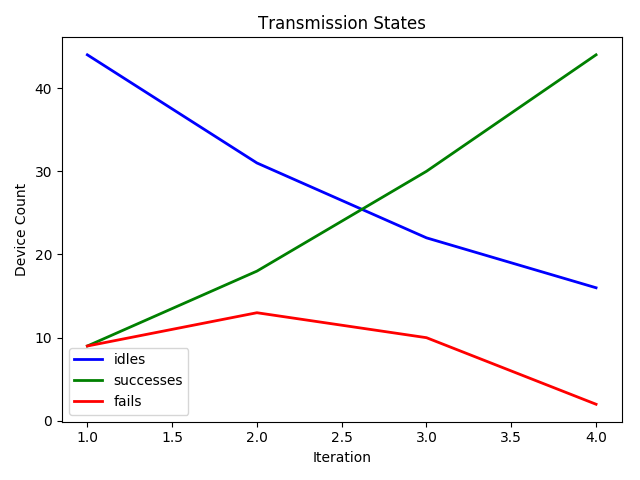 Transmission States
Device Count
40
30
20
10
0
idles
successes
fails
1.0 1.5 2.0 2.5 3.0 3.5 4.0
Iteration